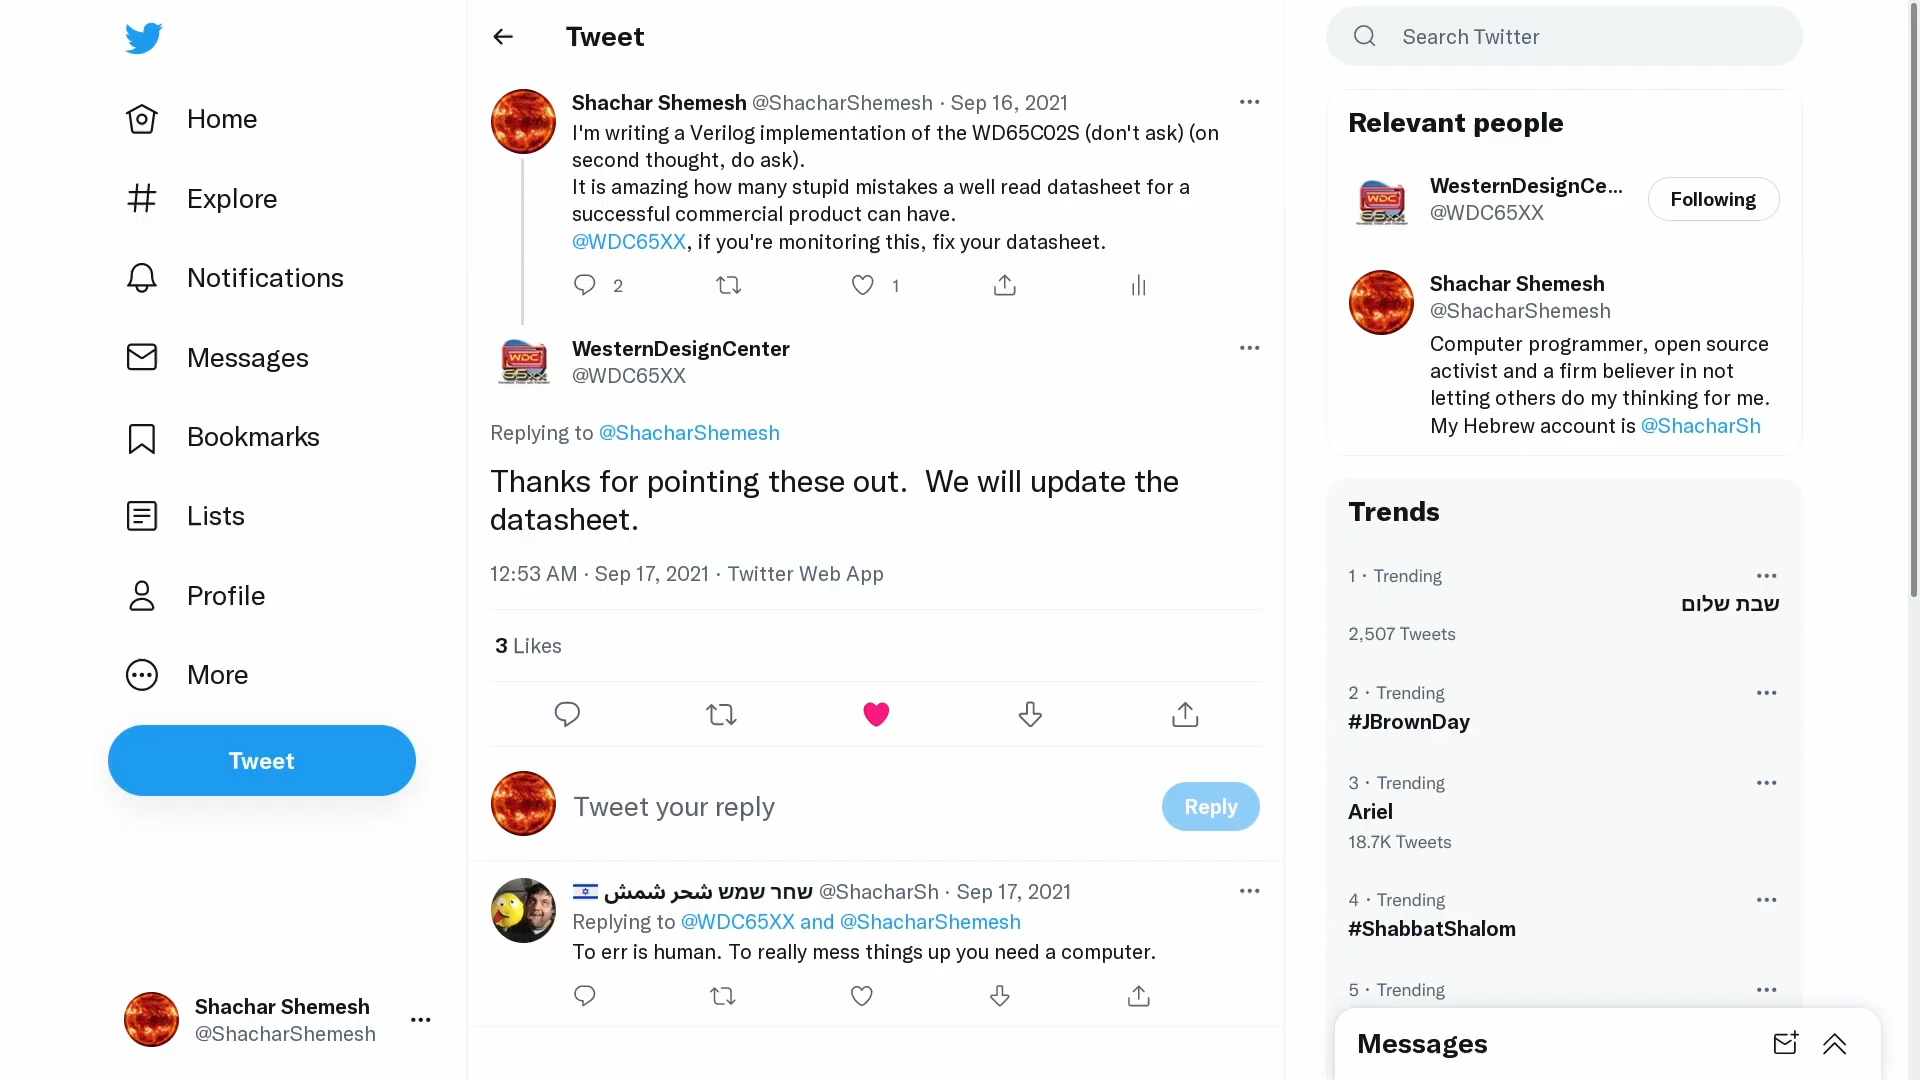 Home
Explore
Notifications
Messages
Bookmarks
Lists
Profile
More
Tweet
Shachar Shemesh
@ShacharShemesh
Tweet
Shachar Shemesh @ShacharShemesh · Sep 16, 2021
I'm writing a Verilog implementation of the WD65C02S (don't ask) (on
second thought, do ask).
It is amazing how many stupid mistakes a well read datasheet for a
successful commercial product can have.
@WDC65XX, if you're monitoring this, fix your datasheet.
2
1
WDC
65xx
WesternDesignCenter
@WDC65XX
Replying to @ShacharShemesh
Thanks for pointing these out.  We will update the
datasheet.
12:53 AM · Sep 17, 2021 · Twitter Web App
3 Likes
Tweet your reply
Reply
שחר שמש شحر شمش @ShacharSh · Sep 17, 2021
Replying to @WDC65XX and @ShacharShemesh
To err is human. To really mess things up you need a computer.
Search Twitter
Relevant people
WDC
65xx
WesternDesignCe...
@WDC65XX
Following
Shachar Shemesh
@ShacharShemesh
Computer programmer, open source
activist and a firm believer in not
letting others do my thinking for me.
My Hebrew account is @ShacharSh
Trends
1 · Trending
שבת שלום
2,507 Tweets
2 · Trending
#JBrownDay
3 · Trending
Ariel
18.7K Tweets
4 · Trending
#ShabbatShalom
5 · Trending
Messages